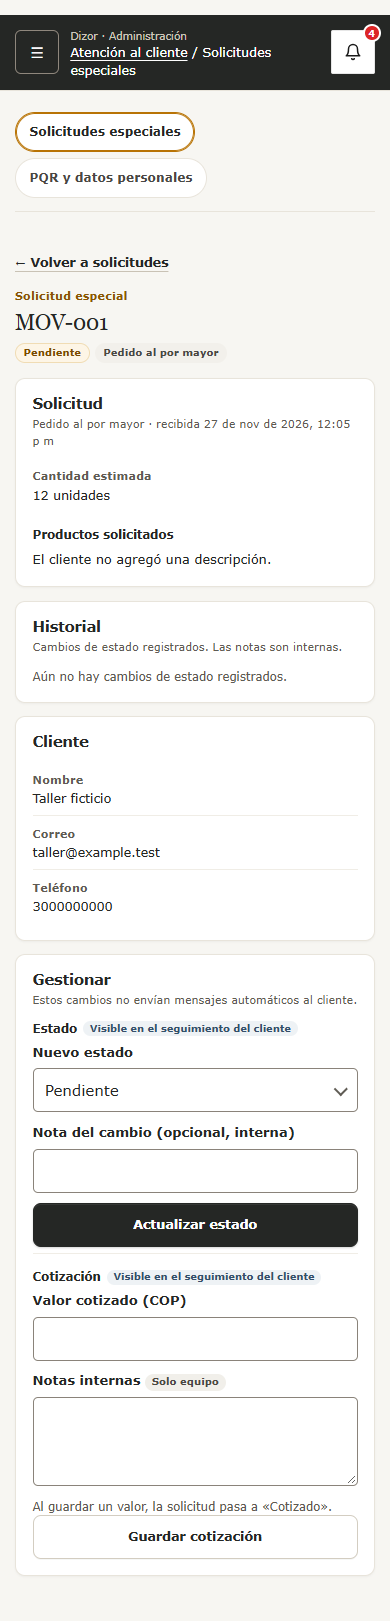 Dizor · Administración
Atención al cliente / Solicitudes
especiales
4
Solicitudes especiales
PQR y datos personales
← Volver a solicitudes
Solicitud especial
MOV-001
Pendiente Pedido al por mayor
Solicitud
Pedido al por mayor · recibida 27 de nov de 2026, 12:05
p m
Cantidad estimada
12 unidades
Productos solicitados
El cliente no agregó una descripción.
Historial
Cambios de estado registrados. Las notas son internas.
Aún no hay cambios de estado registrados.
Cliente
Nombre
Taller ficticio
Correo
taller@example.test
Teléfono
3000000000
Gestionar
Estos cambios no envían mensajes automáticos al cliente.
Estado Visible en el seguimiento del cliente
Nuevo estado
Pendiente
Nota del cambio (opcional, interna)
Actualizar estado
Cotización Visible en el seguimiento del cliente
Valor cotizado (COP)
Notas internas Solo equipo
Al guardar un valor, la solicitud pasa a «Cotizado».
Guardar cotización